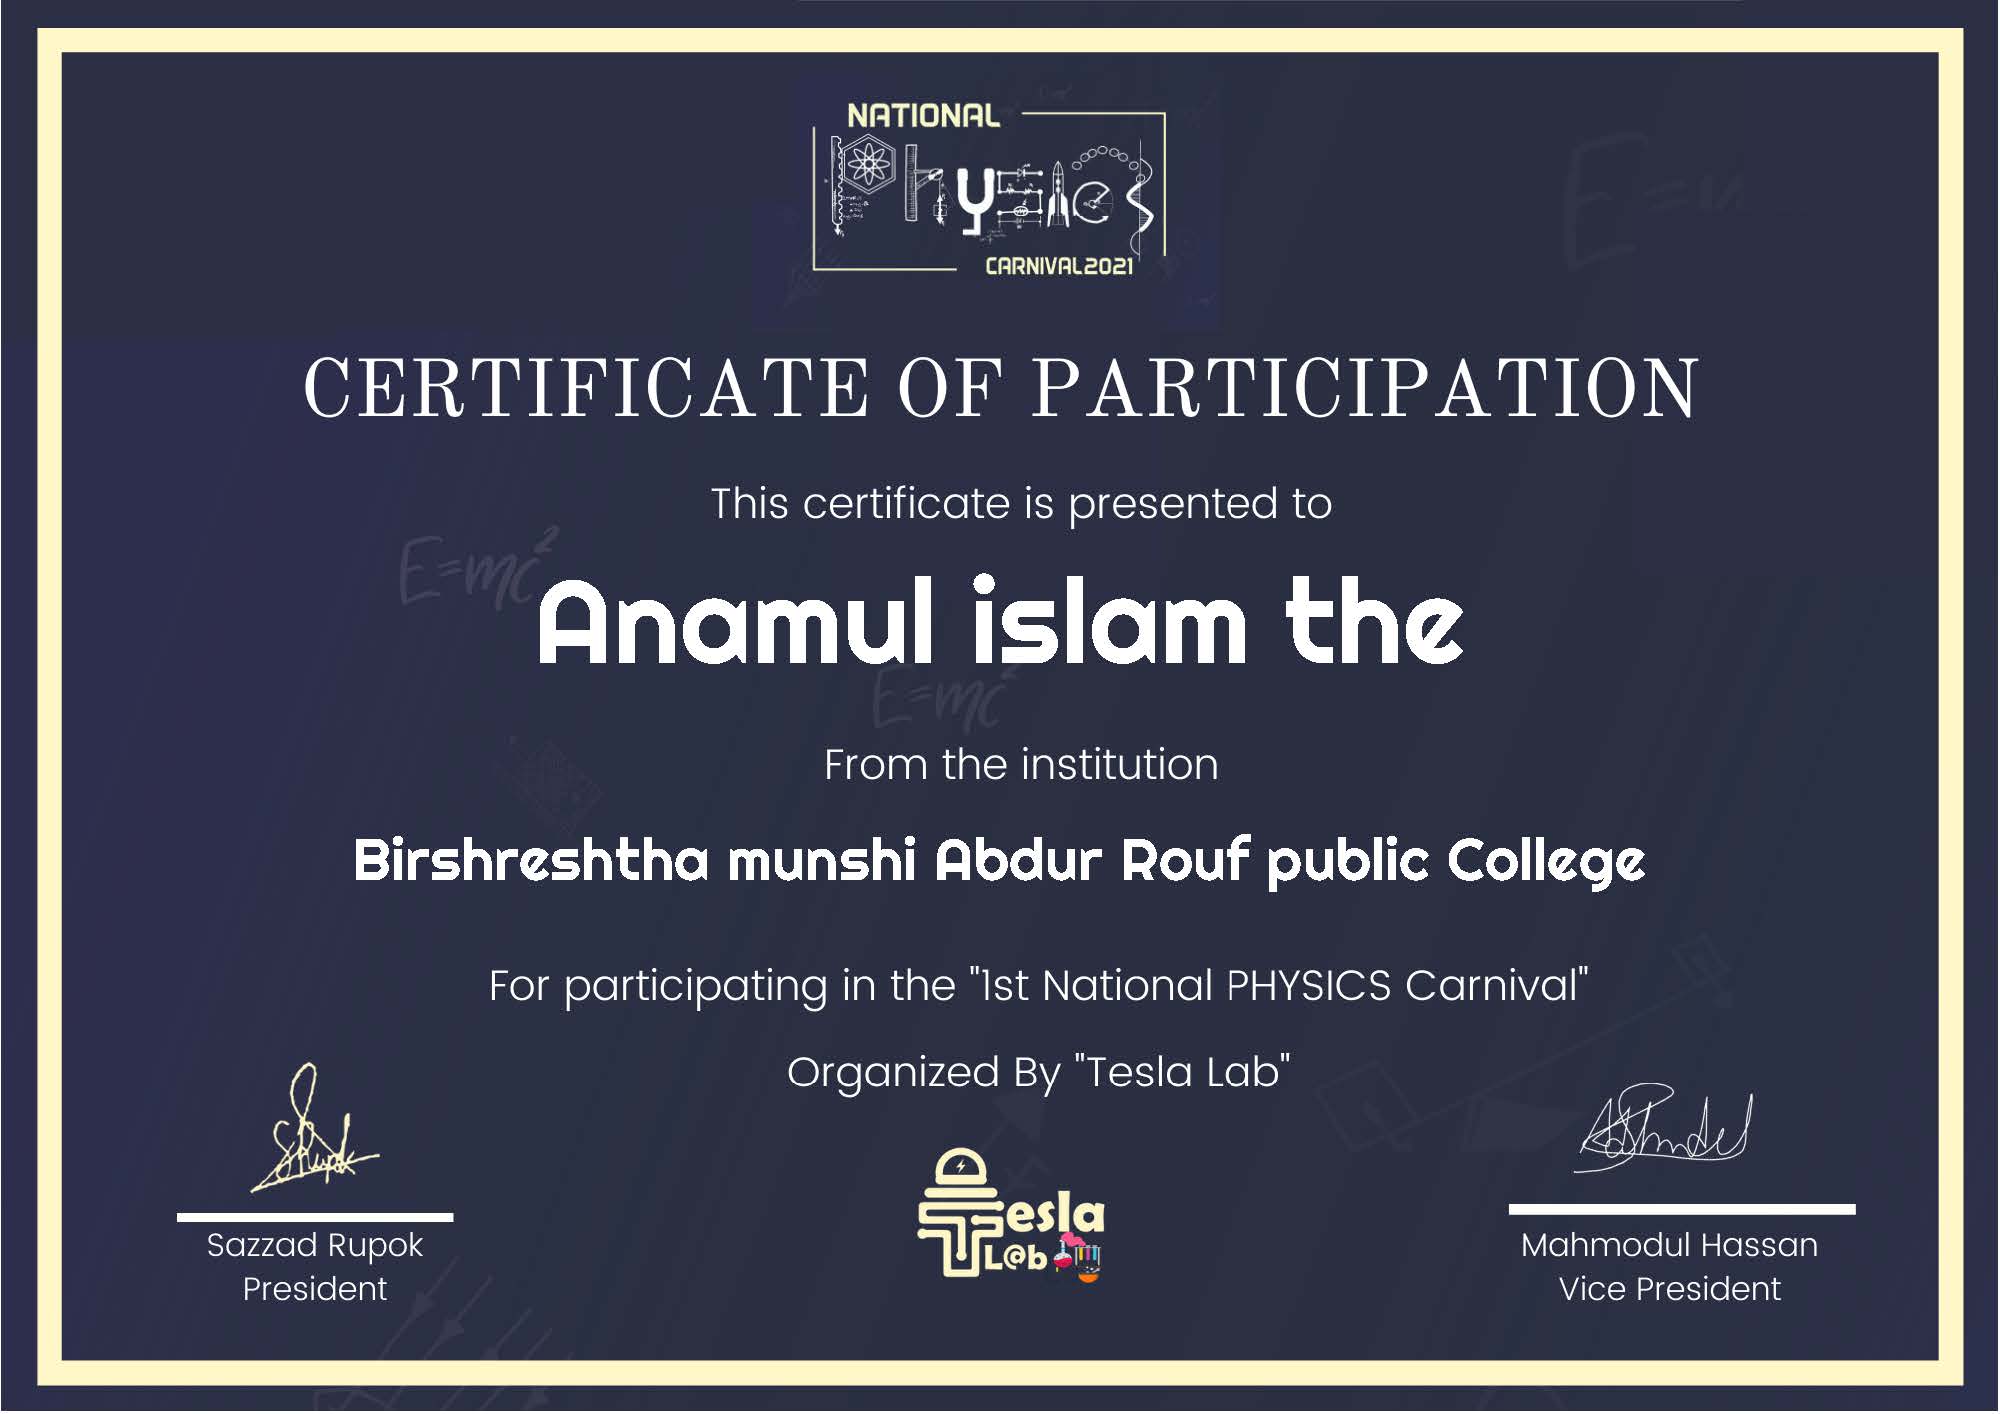 NATIONAL
Physics
CARNIVAL2021
CERTIFICATE OF PARTICIPATION
This certificate is presented to
E=mc²
Anamul islam the
E=mc²
From the institution
Birshreshtha munshi Abdur Rouf public College
For participating in the "1st National PHYSICS Carnival"
Organized By "Tesla Lab"
Tesla
L@b
Sazzad Rupok
President
Mahmodul Hassan
Vice President